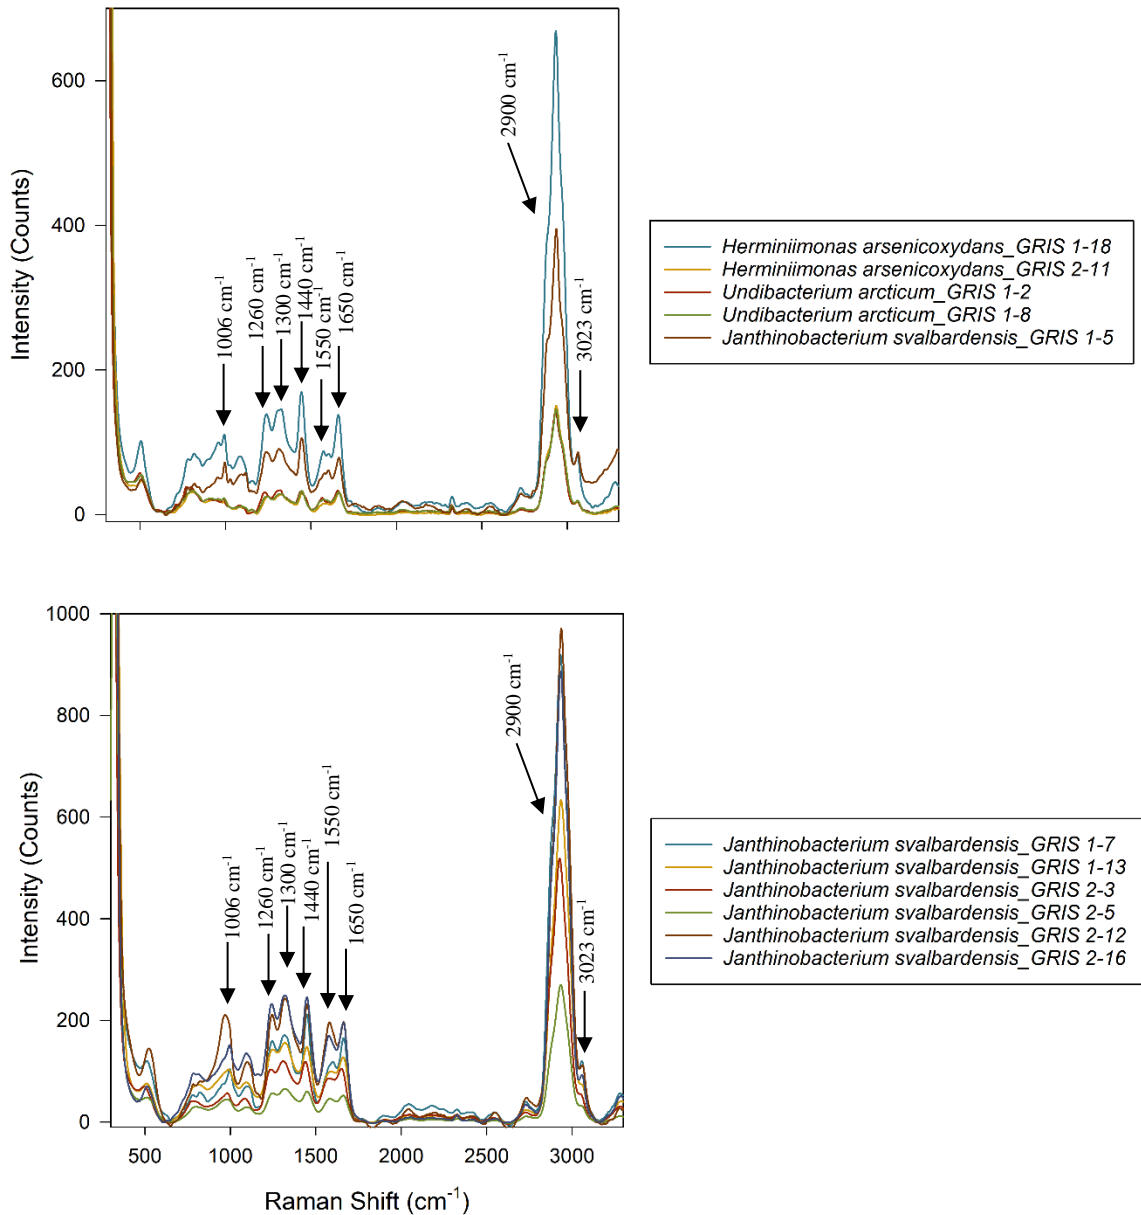 600
400
200
0
Intensity (Counts)
1006 cm⁻¹
1260 cm⁻¹
1300 cm⁻¹
1440 cm⁻¹
1550 cm⁻¹
1650 cm⁻¹
2900 cm⁻¹
3023 cm⁻¹
Herminiimonas arsenicoxydans_GRIS 1-18
Herminiimonas arsenicoxydans_GRIS 2-11
Undibacterium arcticum_GRIS 1-2
Undibacterium arcticum_GRIS 1-8
Janthinobacterium svalbardensis_GRIS 1-5
1000
800
600
400
200
0
Intensity (Counts)
1006 cm⁻¹
1260 cm⁻¹
1300 cm⁻¹
1440 cm⁻¹
1550 cm⁻¹
1650 cm⁻¹
2900 cm⁻¹
3023 cm⁻¹
Janthinobacterium svalbardensis_GRIS 1-7
Janthinobacterium svalbardensis_GRIS 1-13
Janthinobacterium svalbardensis_GRIS 2-3
Janthinobacterium svalbardensis_GRIS 2-5
Janthinobacterium svalbardensis_GRIS 2-12
Janthinobacterium svalbardensis_GRIS 2-16
500 1000 1500 2000 2500 3000
Raman Shift (cm⁻¹)